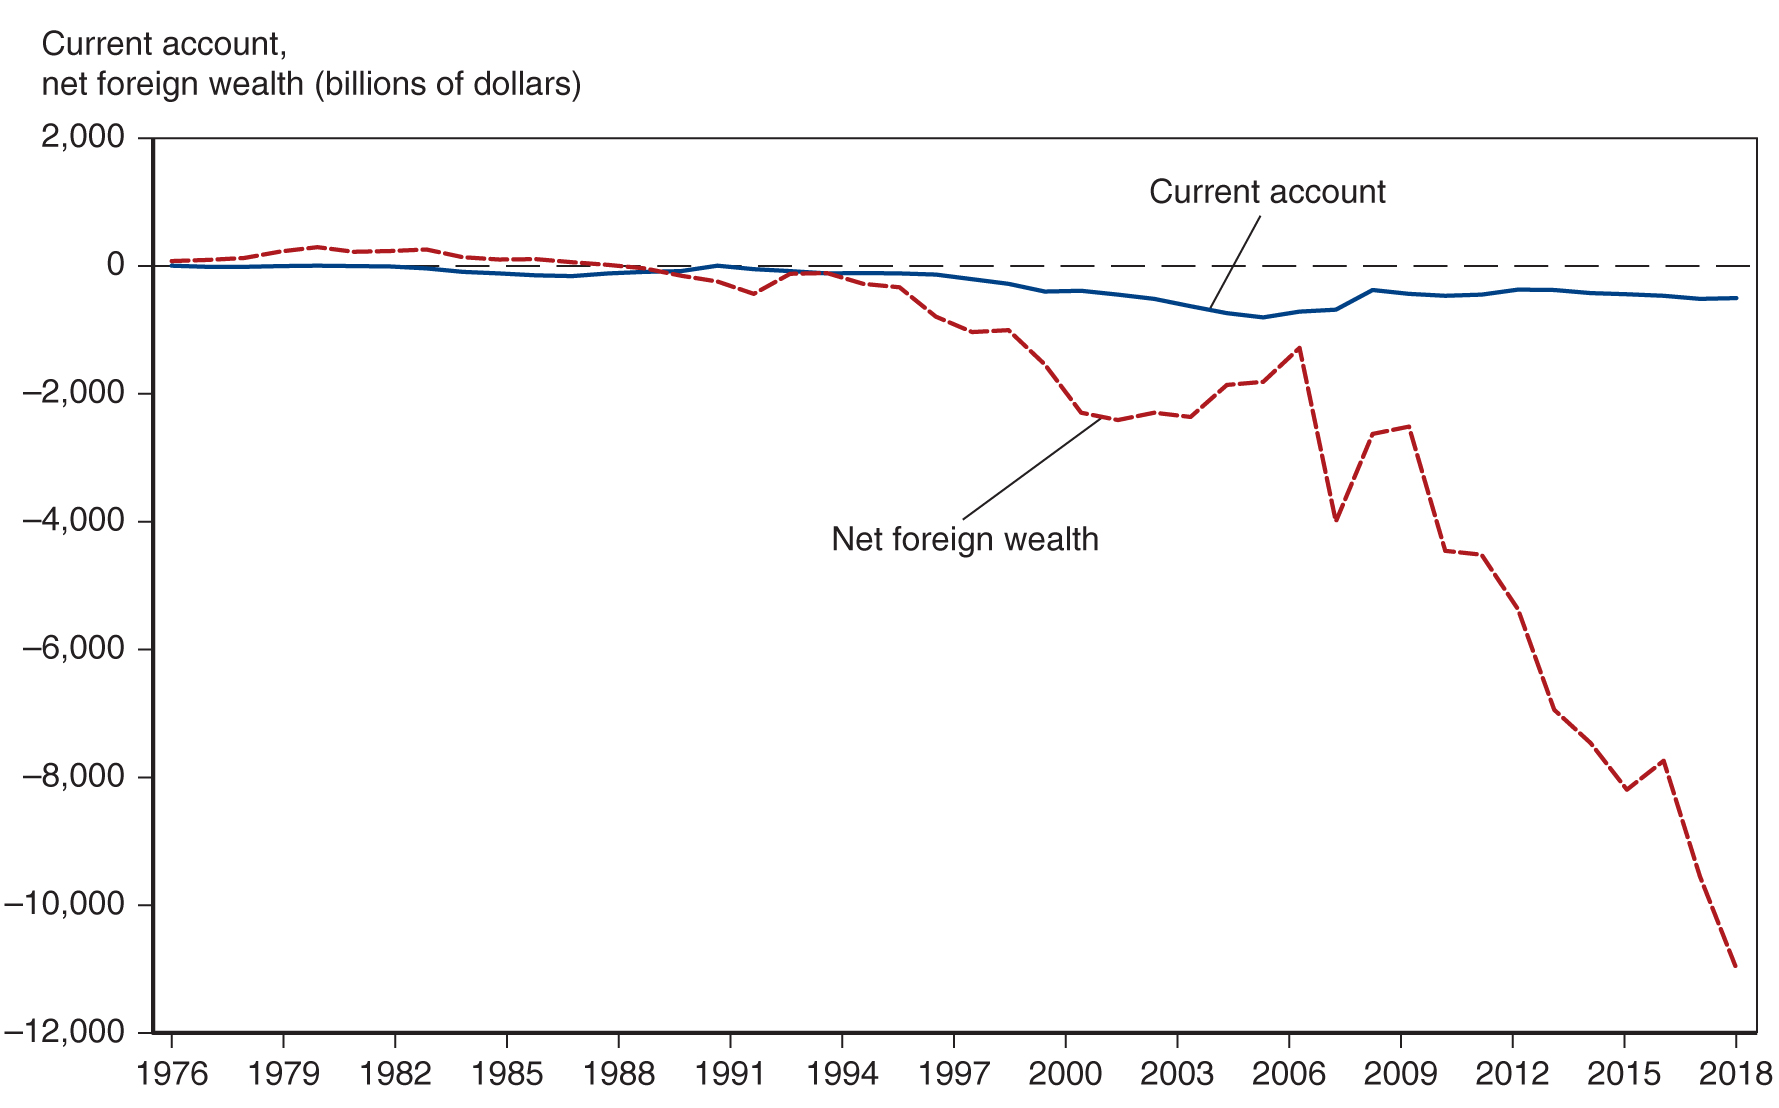 Current account,
net foreign wealth (billions of dollars)
2,000
Current account
0
–2,000
–4,000
Net foreign wealth
–6,000
–8,000
–10,000
–12,000
1976 1979 1982 1985 1988 1991 1994 1997 2000 2003 2006 2009 2012 2015 2018